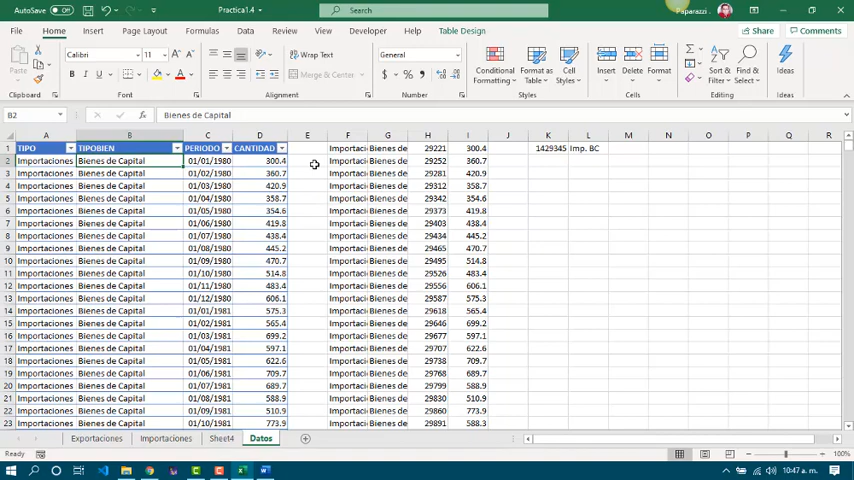 AutoSave Off Practica1.4 Search Paparazzi .
File Home Insert Page Layout Formulas Data Review View Developer Help Table Design Share Comments
Paste Calibri 11 A A Wrap Text General Conditional Formatting Format as Table Cell Styles Insert Delete Format Sort & Filter Find & Select Ideas
B I U A Merge & Center $ % 9
Clipboard Font Alignment Number Styles Cells Editing Ideas
B2 fx Bienes de Capital
A B C D E F G H I J K L M N O P Q R
1 TIPO TIPOBIEN PERIODO CANTIDAD Importaci Bienes de 29221 300.4 1429345 Imp. BC
2 Importaciones Bienes de Capital 01/01/1980 300.4 Importaci Bienes de 29252 360.7
3 Importaciones Bienes de Capital 01/02/1980 360.7 Importaci Bienes de 29281 420.9
4 Importaciones Bienes de Capital 01/03/1980 420.9 Importaci Bienes de 29312 358.7
5 Importaciones Bienes de Capital 01/04/1980 358.7 Importaci Bienes de 29342 354.6
6 Importaciones Bienes de Capital 01/05/1980 354.6 Importaci Bienes de 29373 419.8
7 Importaciones Bienes de Capital 01/06/1980 419.8 Importaci Bienes de 29403 438.4
8 Importaciones Bienes de Capital 01/07/1980 438.4 Importaci Bienes de 29434 445.2
9 Importaciones Bienes de Capital 01/08/1980 445.2 Importaci Bienes de 29465 470.7
10 Importaciones Bienes de Capital 01/09/1980 470.7 Importaci Bienes de 29495 514.8
11 Importaciones Bienes de Capital 01/10/1980 514.8 Importaci Bienes de 29526 483.4
12 Importaciones Bienes de Capital 01/11/1980 483.4 Importaci Bienes de 29556 606.1
13 Importaciones Bienes de Capital 01/12/1980 606.1 Importaci Bienes de 29587 575.3
14 Importaciones Bienes de Capital 01/01/1981 575.3 Importaci Bienes de 29618 565.4
15 Importaciones Bienes de Capital 01/02/1981 565.4 Importaci Bienes de 29646 699.2
16 Importaciones Bienes de Capital 01/03/1981 699.2 Importaci Bienes de 29677 597.1
17 Importaciones Bienes de Capital 01/04/1981 597.1 Importaci Bienes de 29707 622.6
18 Importaciones Bienes de Capital 01/05/1981 622.6 Importaci Bienes de 29738 709.7
19 Importaciones Bienes de Capital 01/06/1981 709.7 Importaci Bienes de 29768 689.7
20 Importaciones Bienes de Capital 01/07/1981 689.7 Importaci Bienes de 29799 588.9
21 Importaciones Bienes de Capital 01/08/1981 588.9 Importaci Bienes de 29830 510.9
22 Importaciones Bienes de Capital 01/09/1981 510.9 Importaci Bienes de 29860 773.9
23 Importaciones Bienes de Capital 01/10/1981 773.9 Importaci Bienes de 29891 588.3
Exportaciones Importaciones Sheet4 Datos
Ready 100%
10:47 a. m.